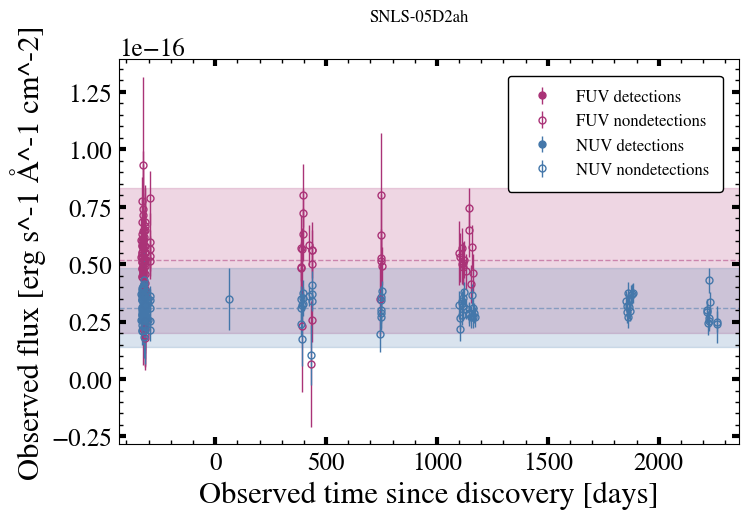 SNLS-05D2ah
1e−16
Observed flux [erg s^-1 Å^-1 cm^-2]
1.25
1.00
0.75
0.50
0.25
0.00
−0.25
FUV detections
FUV nondetections
NUV detections
NUV nondetections
0 500 1000 1500 2000
Observed time since discovery [days]